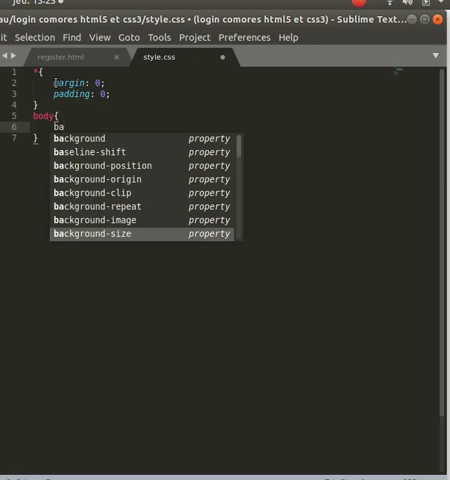 jeu. 13:25
au/login comores html5 et css3/style.css • (login comores html5 et css3) - Sublime Text...
it Selection Find View Goto Tools Project Preferences Help
register.html × style.css
1 *{
2 margin: 0;
3 padding: 0;
4 }
5 body{
6 ba
7 }
background property
baseline-shift property
background-position property
background-origin property
background-clip property
background-repeat property
background-image property
background-size property